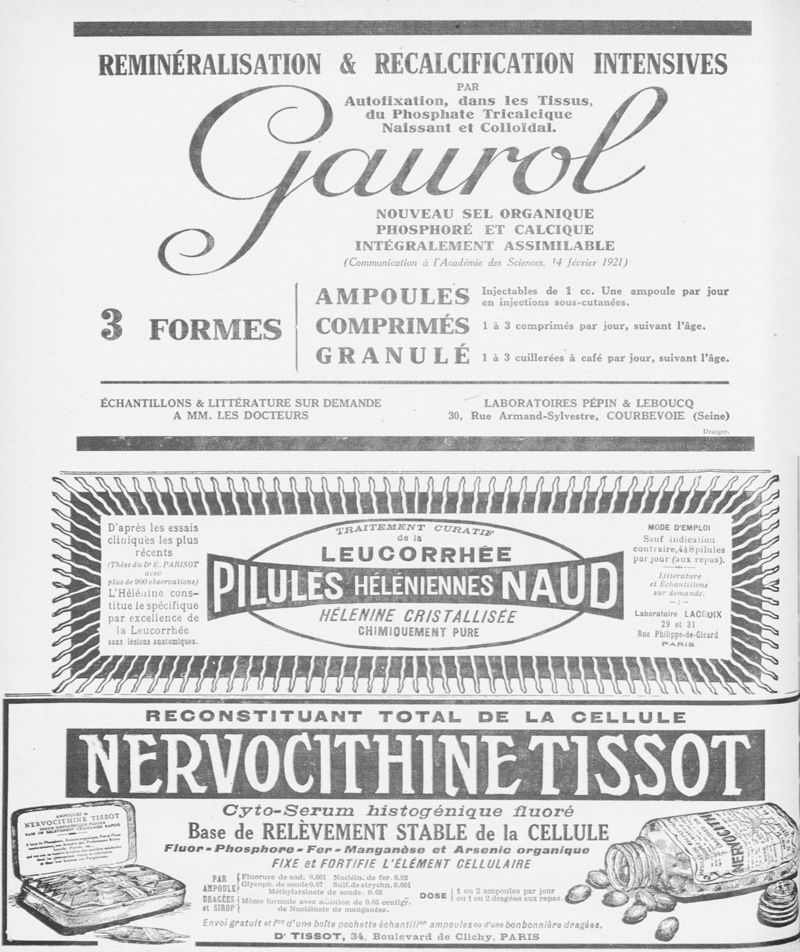 REMINÉRALISATION & RECALCIFICATION INTENSIVES
PAR
Autofixation, dans les Tissus,
du Phosphate Tricalcique
Naissant et Colloïdal.
Gaurol
NOUVEAU SEL ORGANIQUE
PHOSPHORÉ ET CALCIQUE
INTÉGRALEMENT ASSIMILABLE
(Communication à l'Académie des Sciences, 14 février 1921)
3 FORMES
AMPOULES Injectables de 1 cc. Une ampoule par jour
en injections sous-cutanées.
COMPRIMÉS 1 à 3 comprimés par jour, suivant l'âge.
GRANULÉ 1 à 3 cuillerées à café par jour, suivant l'âge.
ÉCHANTILLONS & LITTÉRATURE SUR DEMANDE
A MM. LES DOCTEURS
LABORATOIRES PÉPIN & LEBOUCQ
30, Rue Armand-Sylvestre, COURBEVOIE (Seine)
Draeger.
D'après les essais
cliniques les plus
récents
(Thèse du Dr E. PARISOT
avec
plus de 200 observations)
L'Hélénine cons-
titue le spécifique
par excellence de
la Leucorrhée
sans lésions anatomiques.
TRAITEMENT CURATIF
de la
LEUCORRHÉE
PILULES HÉLÉNIENNES NAUD
HÉLENINE CRISTALLISÉE
CHIMIQUEMENT PURE
MODE D'EMPLOI
Sauf indication
contraire, 4 à 8 pilules
par jour (aux repas).
Littérature
et Échantillons
sur demande.
Laboratoire LACROIX
29 et 31
Rue Philippe-de-Girard
PARIS
RECONSTITUANT TOTAL DE LA CELLULE
NERVOCITHINE TISSOT
Cyto-Serum histogénique fluoré
Base de RELÈVEMENT STABLE de la CELLULE
Fluor-Phosphore-Fer-Manganèse et Arsenic organique
FIXE et FORTIFIE L'ÉLÉMENT CELLULAIRE
AMPOULES de
NERVOCITHINE TISSOT
NERVOCITHINE
PAR
AMPOULE
Fluorure de sod. 0.001 Nucléin. de fer. 0.02
Glycoph. de soude 0.07 Sulf. de strychn. 0.001
Méthylarsinate de soude. 0.03
DRAGÉES
et SIROP
Même formule avec addition de 0.05 centigr.
de Nucléinate de manganèse.
DOSE
1 ou 2 ampoules par jour
ou 1 ou 2 dragées aux repas.
Envoi gratuit et fco d'une boîte pochette échantillon ampoules ou d'une bonbonnière dragées.
Dr TISSOT, 34, Boulevard de Clichy, PARIS